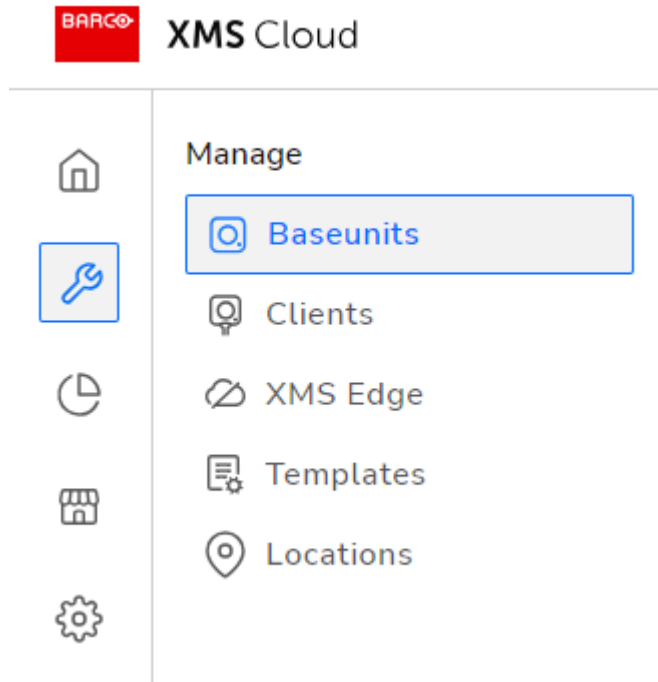 BARCO
XMS Cloud
Manage
Baseunits
Clients
XMS Edge
Templates
Locations